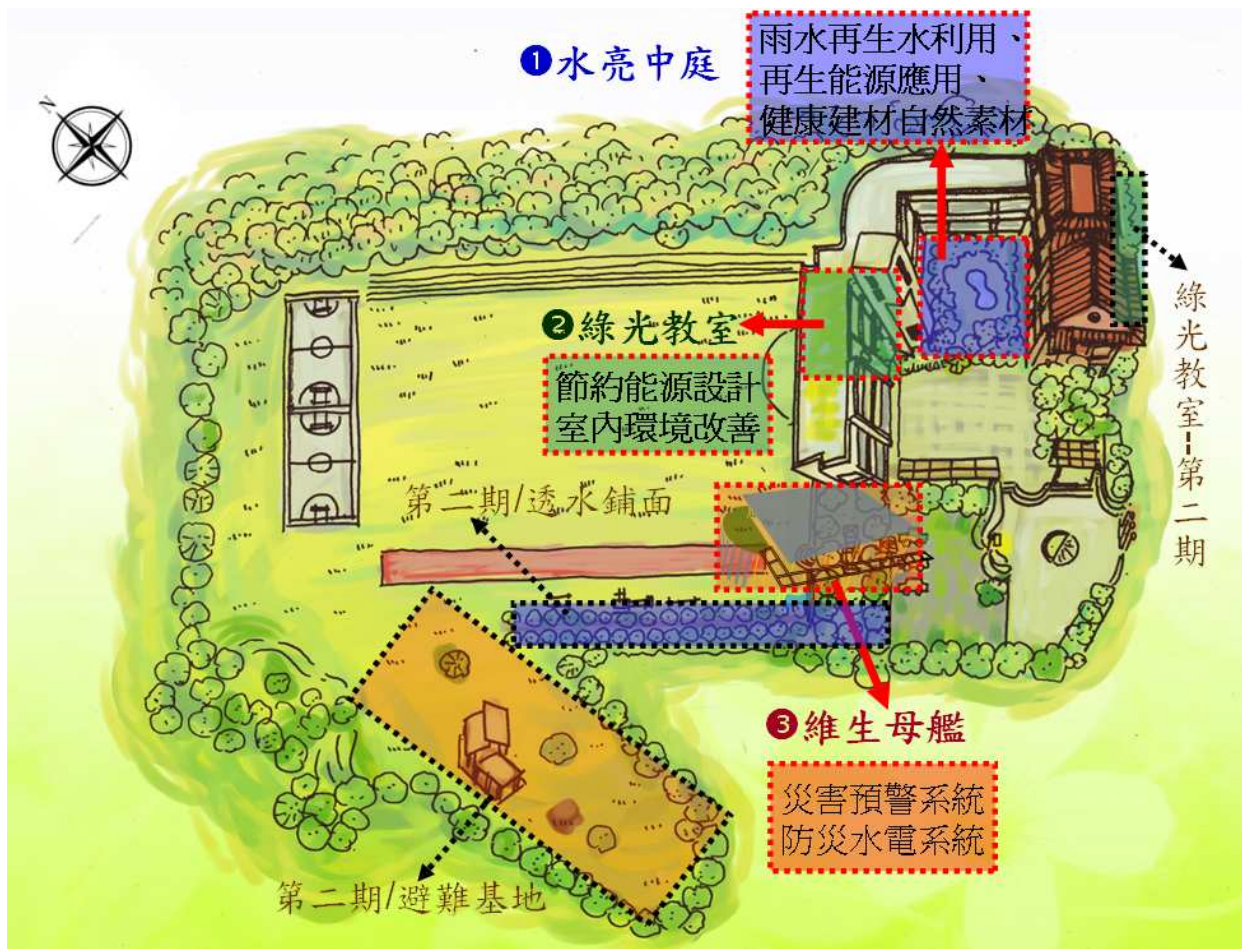 ❶水亮中庭
雨水再生水利用、
再生能源應用、
健康建材自然素材
N
❷綠光教室
節約能源設計
室內環境改善
綠光教室--第二期
第二期/透水鋪面
❸維生母艦
災害預警系統
防災水電系統
第二期/避難基地